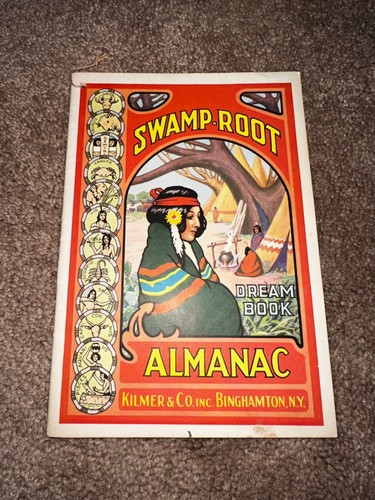 SWAMP-ROOT
DREAM
BOOK
ALMANAC
KILMER & CO. INC. BINGHAMTON, N.Y.